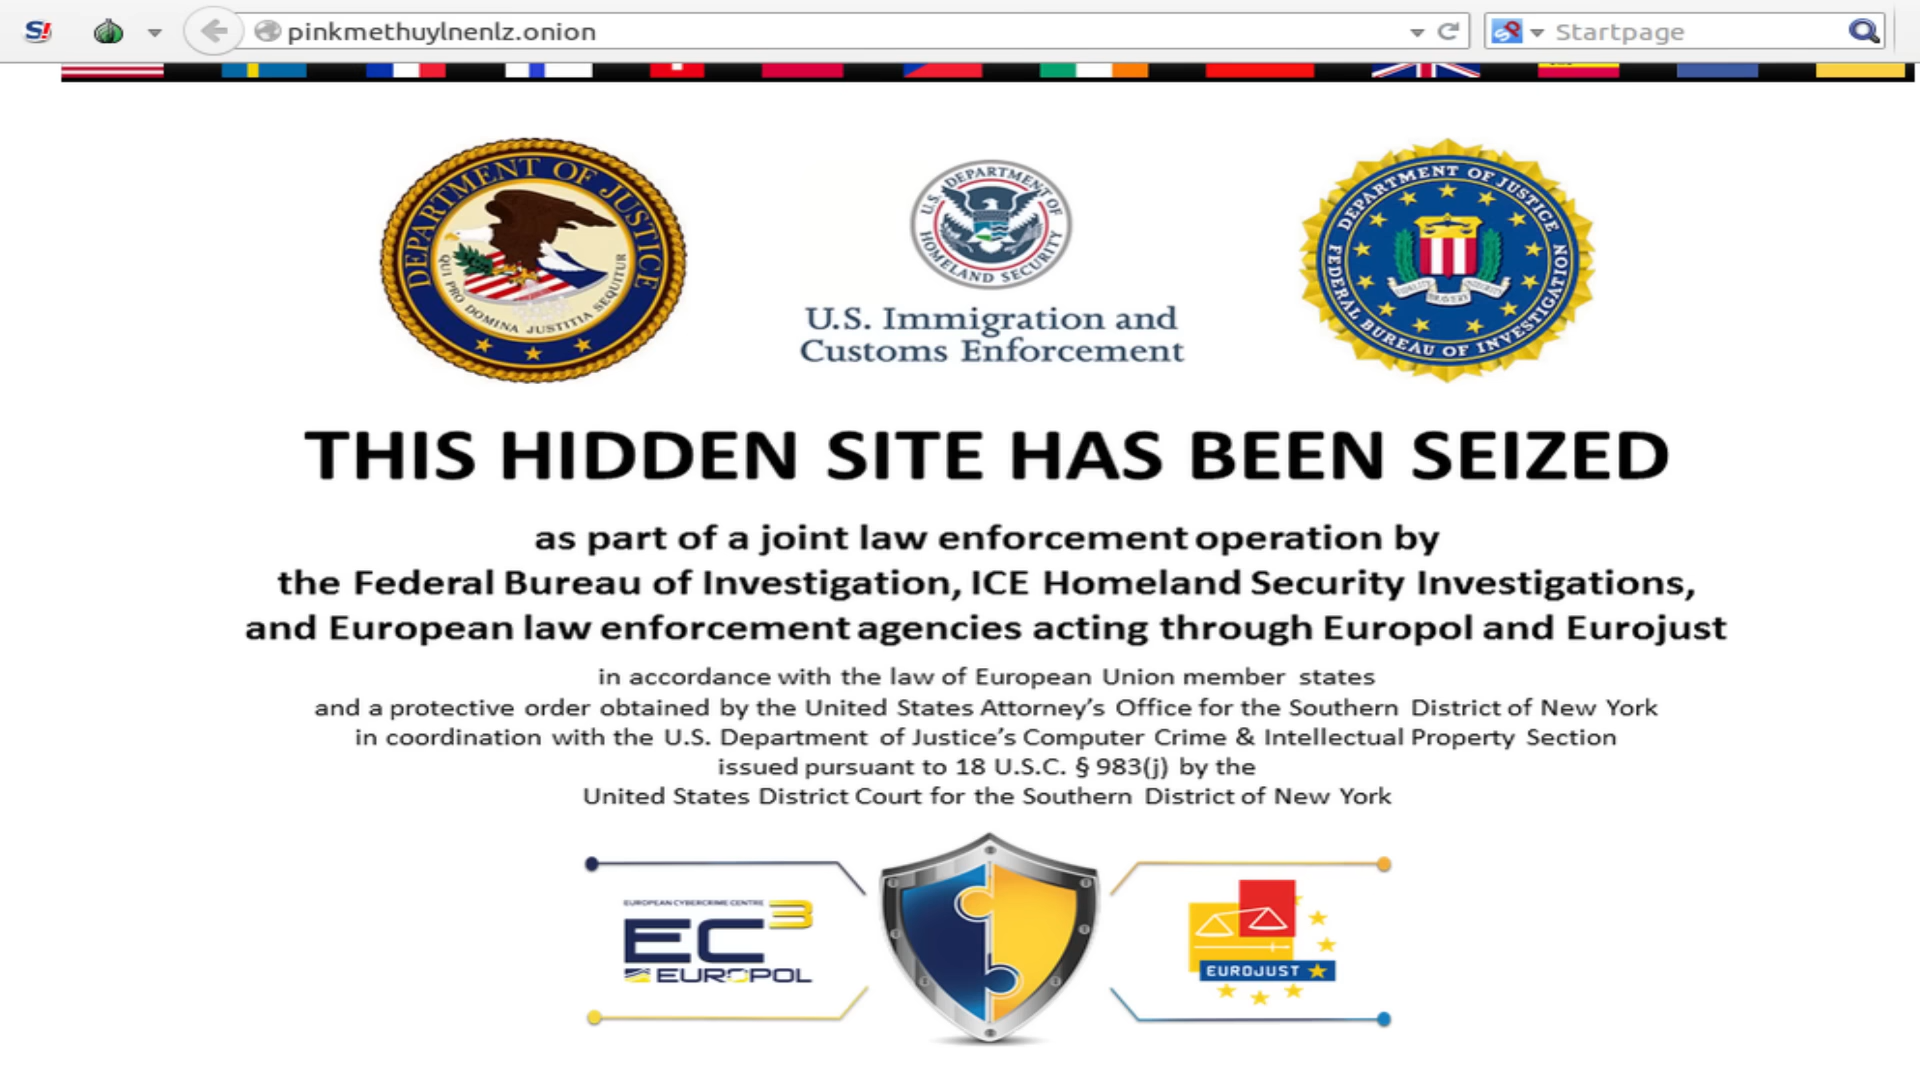 S!
pinkmethuylnenlz.onion
Startpage
DEPARTMENT OF JUSTICE
QUI PRO DOMINA JUSTITIA SEQUITUR
U.S. DEPARTMENT OF
HOMELAND SECURITY
U.S. Immigration and
Customs Enforcement
DEPARTMENT OF JUSTICE
FEDERAL BUREAU OF INVESTIGATION
FIDELITY BRAVERY INTEGRITY
THIS HIDDEN SITE HAS BEEN SEIZED
as part of a joint law enforcement operation by
the Federal Bureau of Investigation, ICE Homeland Security Investigations,
and European law enforcement agencies acting through Europol and Eurojust
in accordance with the law of European Union member states
and a protective order obtained by the United States Attorney's Office for the Southern District of New York
in coordination with the U.S. Department of Justice's Computer Crime & Intellectual Property Section
issued pursuant to 18 U.S.C. § 983(j) by the
United States District Court for the Southern District of New York
EUROPEAN CYBERCRIME CENTRE
EC3
EUROPOL
EUROJUST